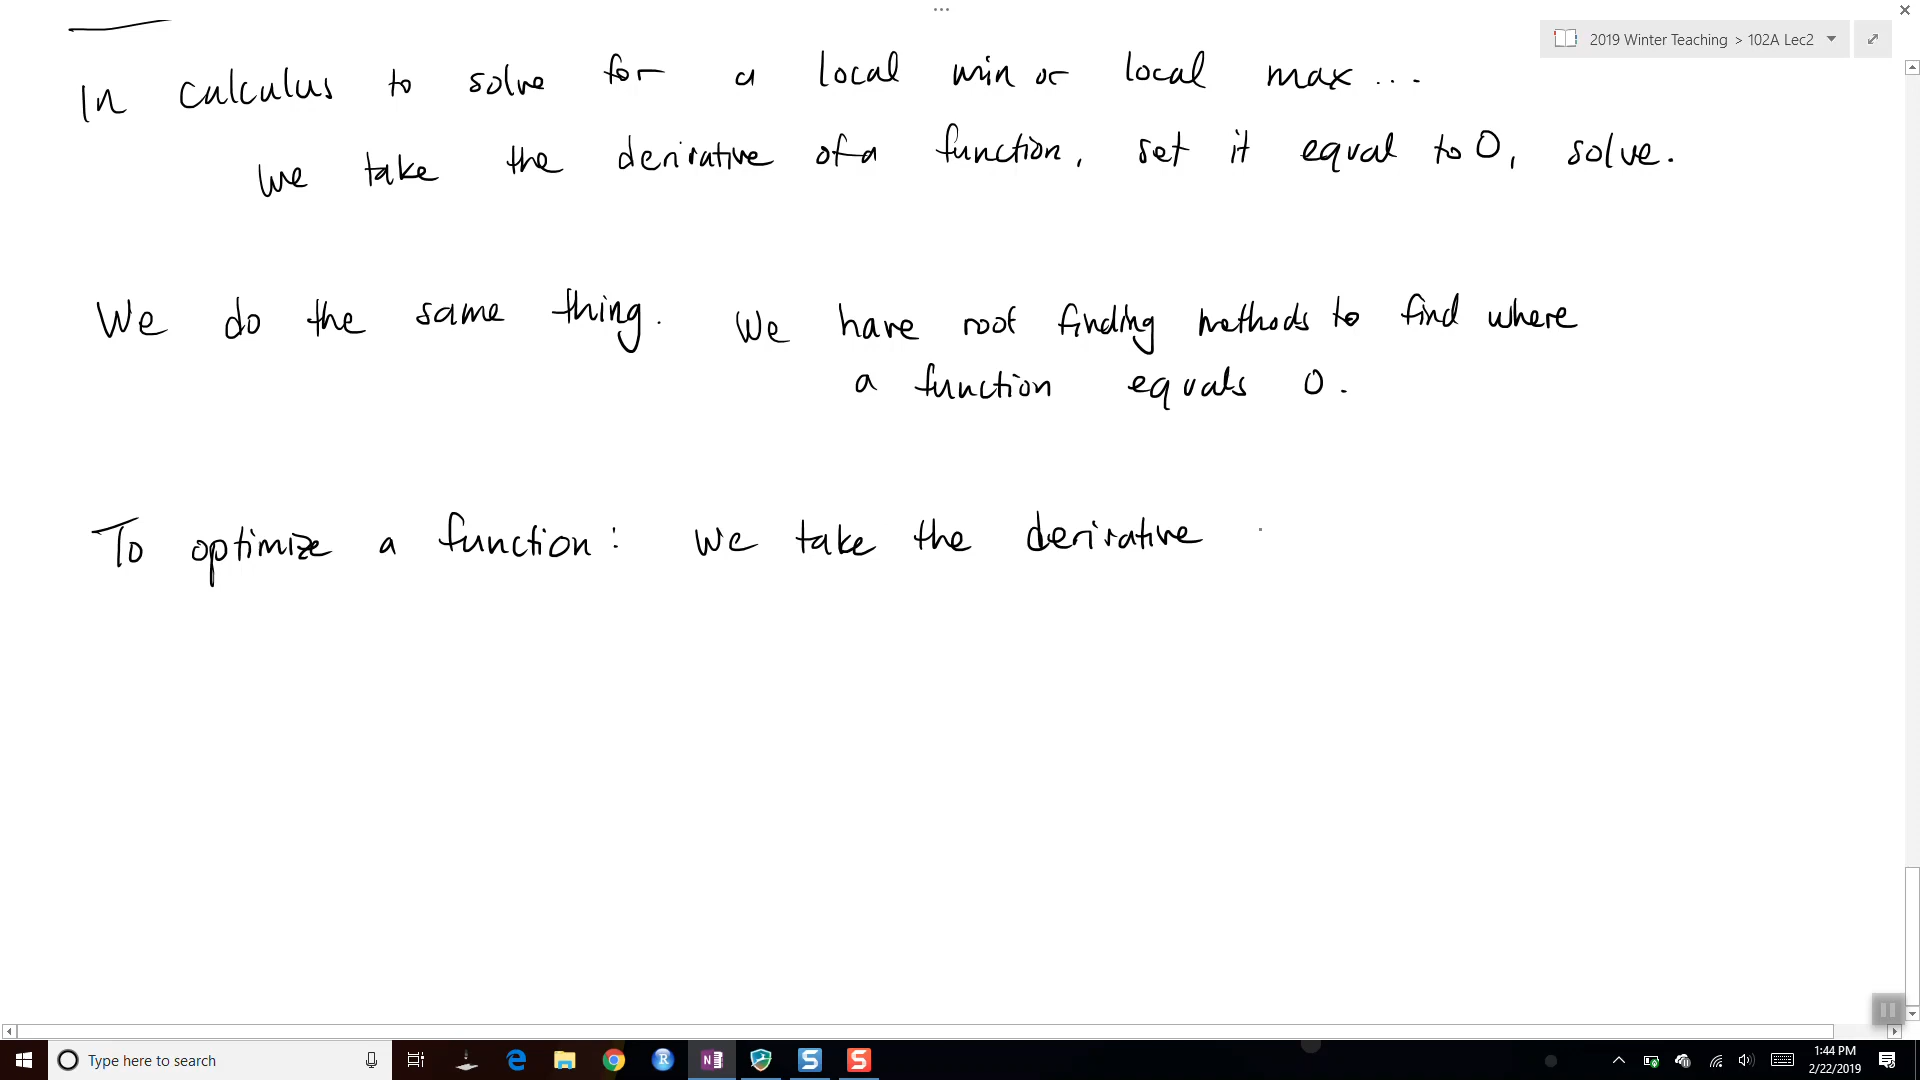 ...
2019 Winter Teaching > 102A Lec2
In calculus to solve for a local min or local max ...
We take the derivative of a function, set it equal to 0, solve.
We do the same thing. We have root finding methods to find where
a function equals 0.
To optimize a function: We take the derivative
Type here to search
1:44 PM
2/22/2019